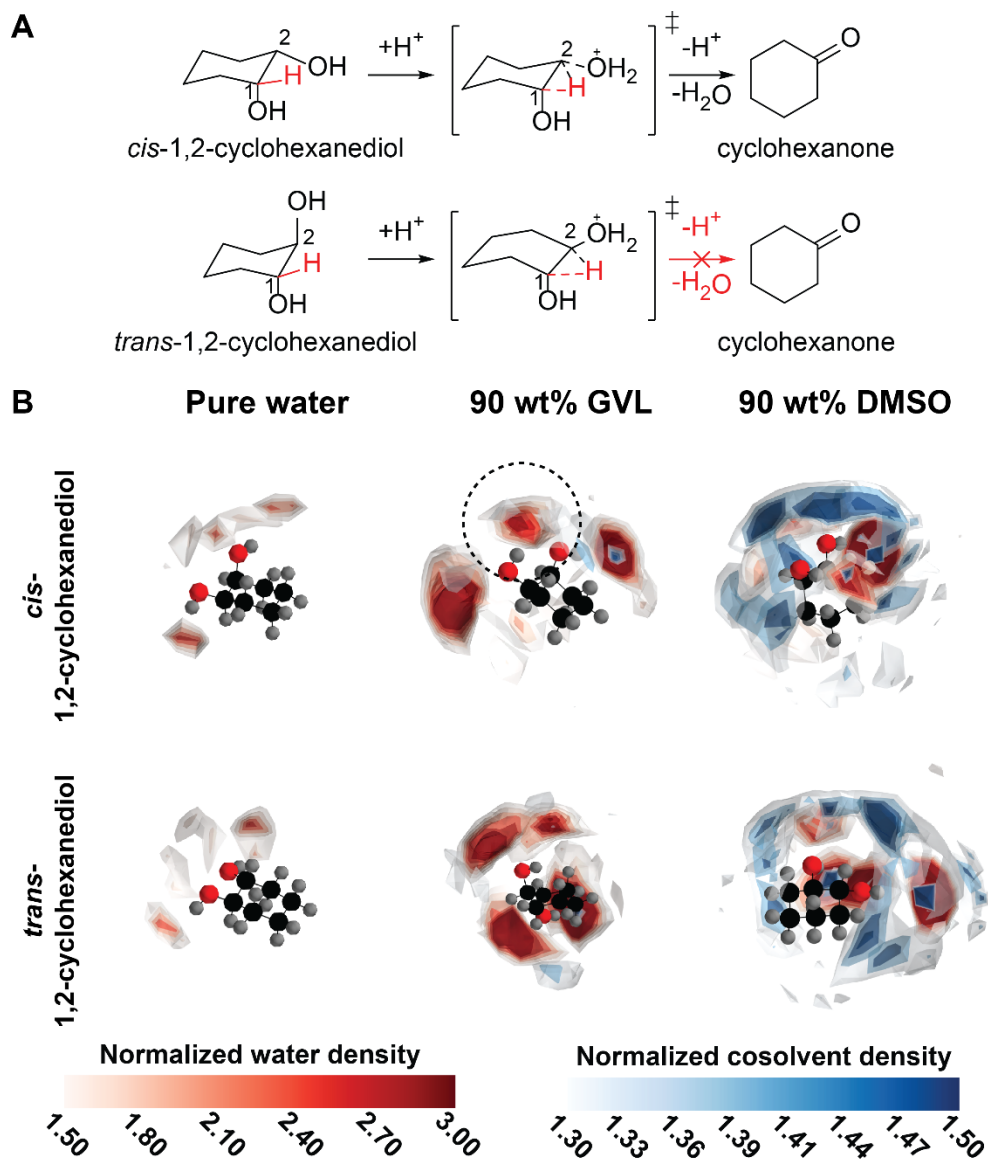 A
2
OH
H
1
OH
+H+
2
+
OH2
H
1
OH
‡
-H+
-H2O
O
cis-1,2-cyclohexanediol
cyclohexanone
OH
2
H
1
OH
+H+
2
+
OH2
H
1
OH
‡
-H+
-H2O
O
trans-1,2-cyclohexanediol
cyclohexanone
B
Pure water
90 wt% GVL
90 wt% DMSO
cis-
1,2-cyclohexanediol
trans-
1,2-cyclohexanediol
Normalized water density
1.50 1.80 2.10 2.40 2.70 3.00
Normalized cosolvent density
1.30 1.33 1.36 1.39 1.41 1.44 1.47 1.50